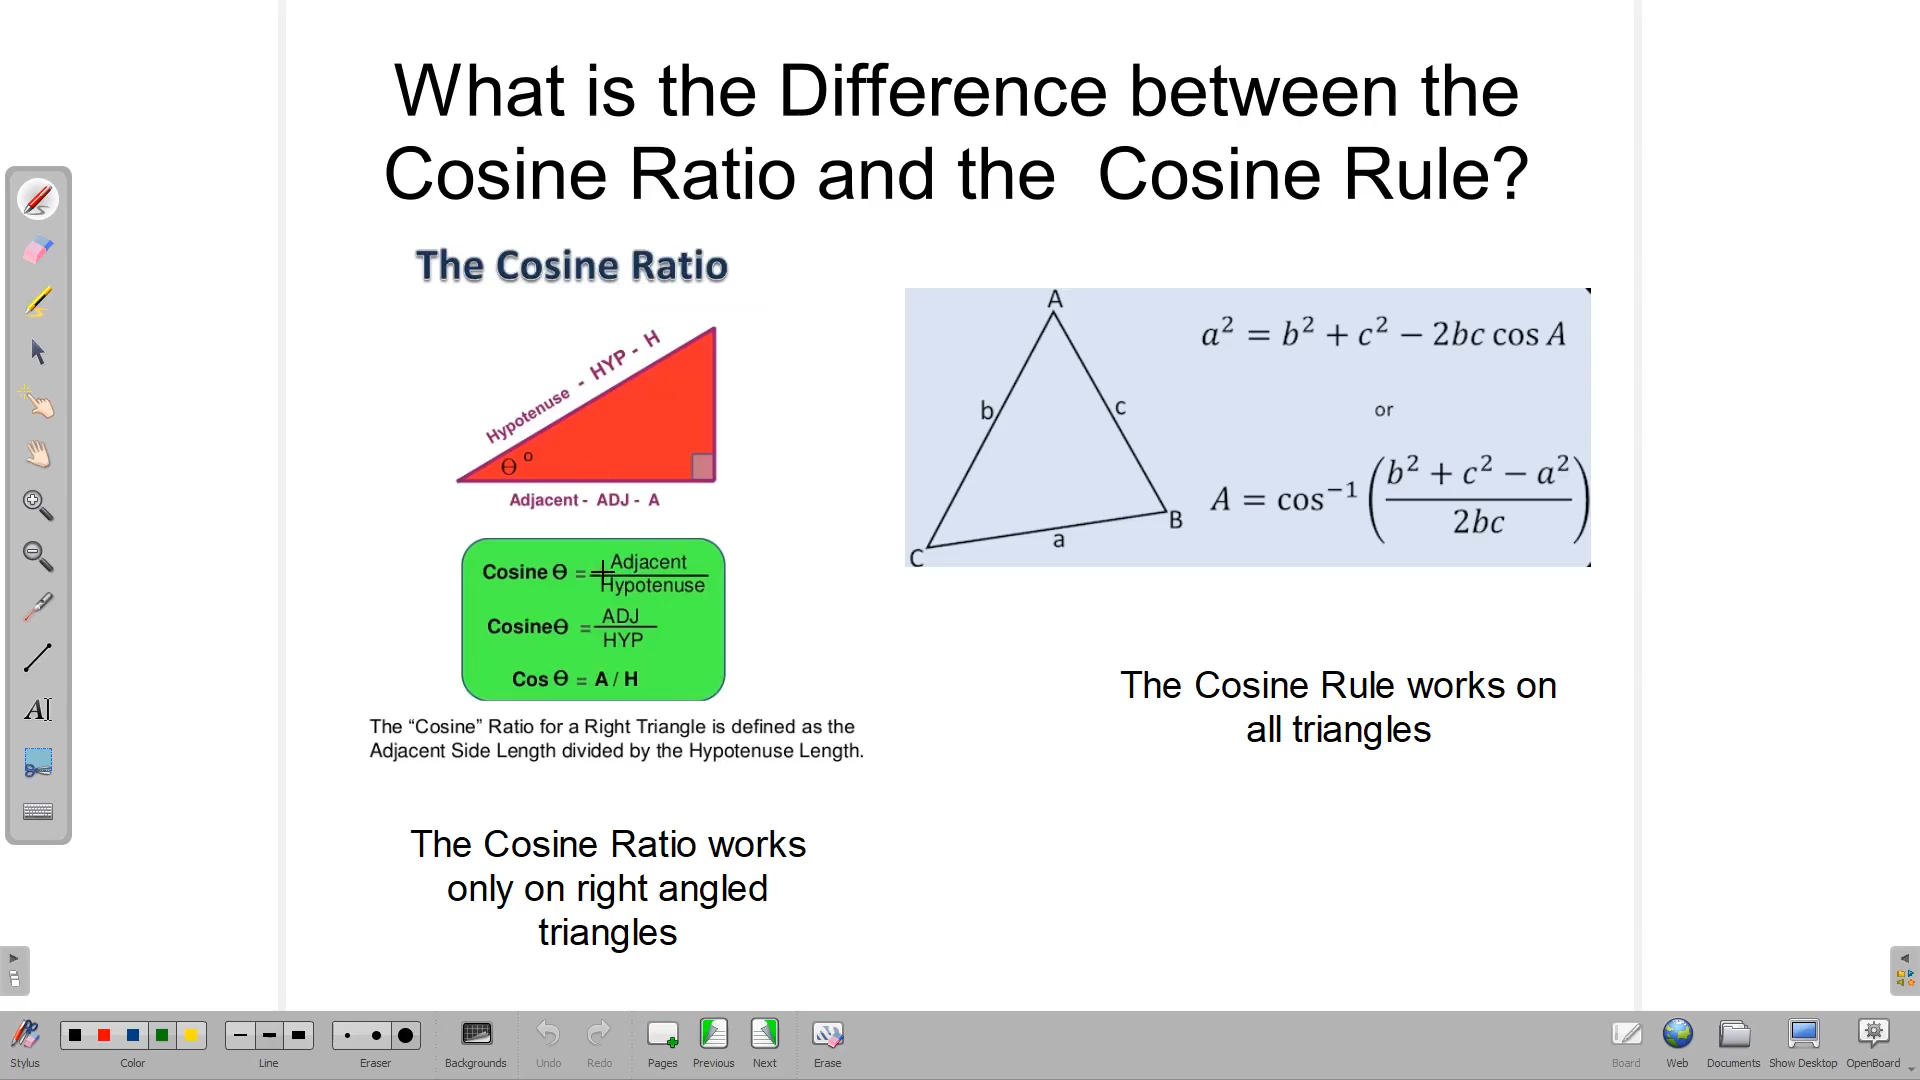 What is the Difference between the
Cosine Ratio and the Cosine Rule?
The Cosine Ratio
Hypotenuse - HYP - H
Θ °
Adjacent - ADJ - A
Cosine Θ = Adjacent / Hypotenuse
CosineΘ = ADJ / HYP
Cos Θ = A / H
The “Cosine” Ratio for a Right Triangle is defined as the
Adjacent Side Length divided by the Hypotenuse Length.
The Cosine Ratio works
only on right angled
triangles
A
b
c
B
a
C
a² = b² + c² − 2bc cos A
or
A = cos⁻¹ ((b² + c² − a²) / 2bc)
The Cosine Rule works on
all triangles
A
Stylus
Color
Line
Eraser
Backgrounds
Undo
Redo
Pages
Previous
Next
Erase
Board
Web
Documents
Show Desktop
OpenBoard